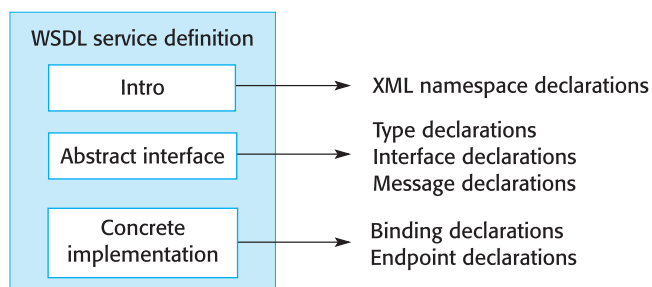 WSDL service definition
Intro
XML namespace declarations
Abstract interface
Type declarations
Interface declarations
Message declarations
Concrete
implementation
Binding declarations
Endpoint declarations